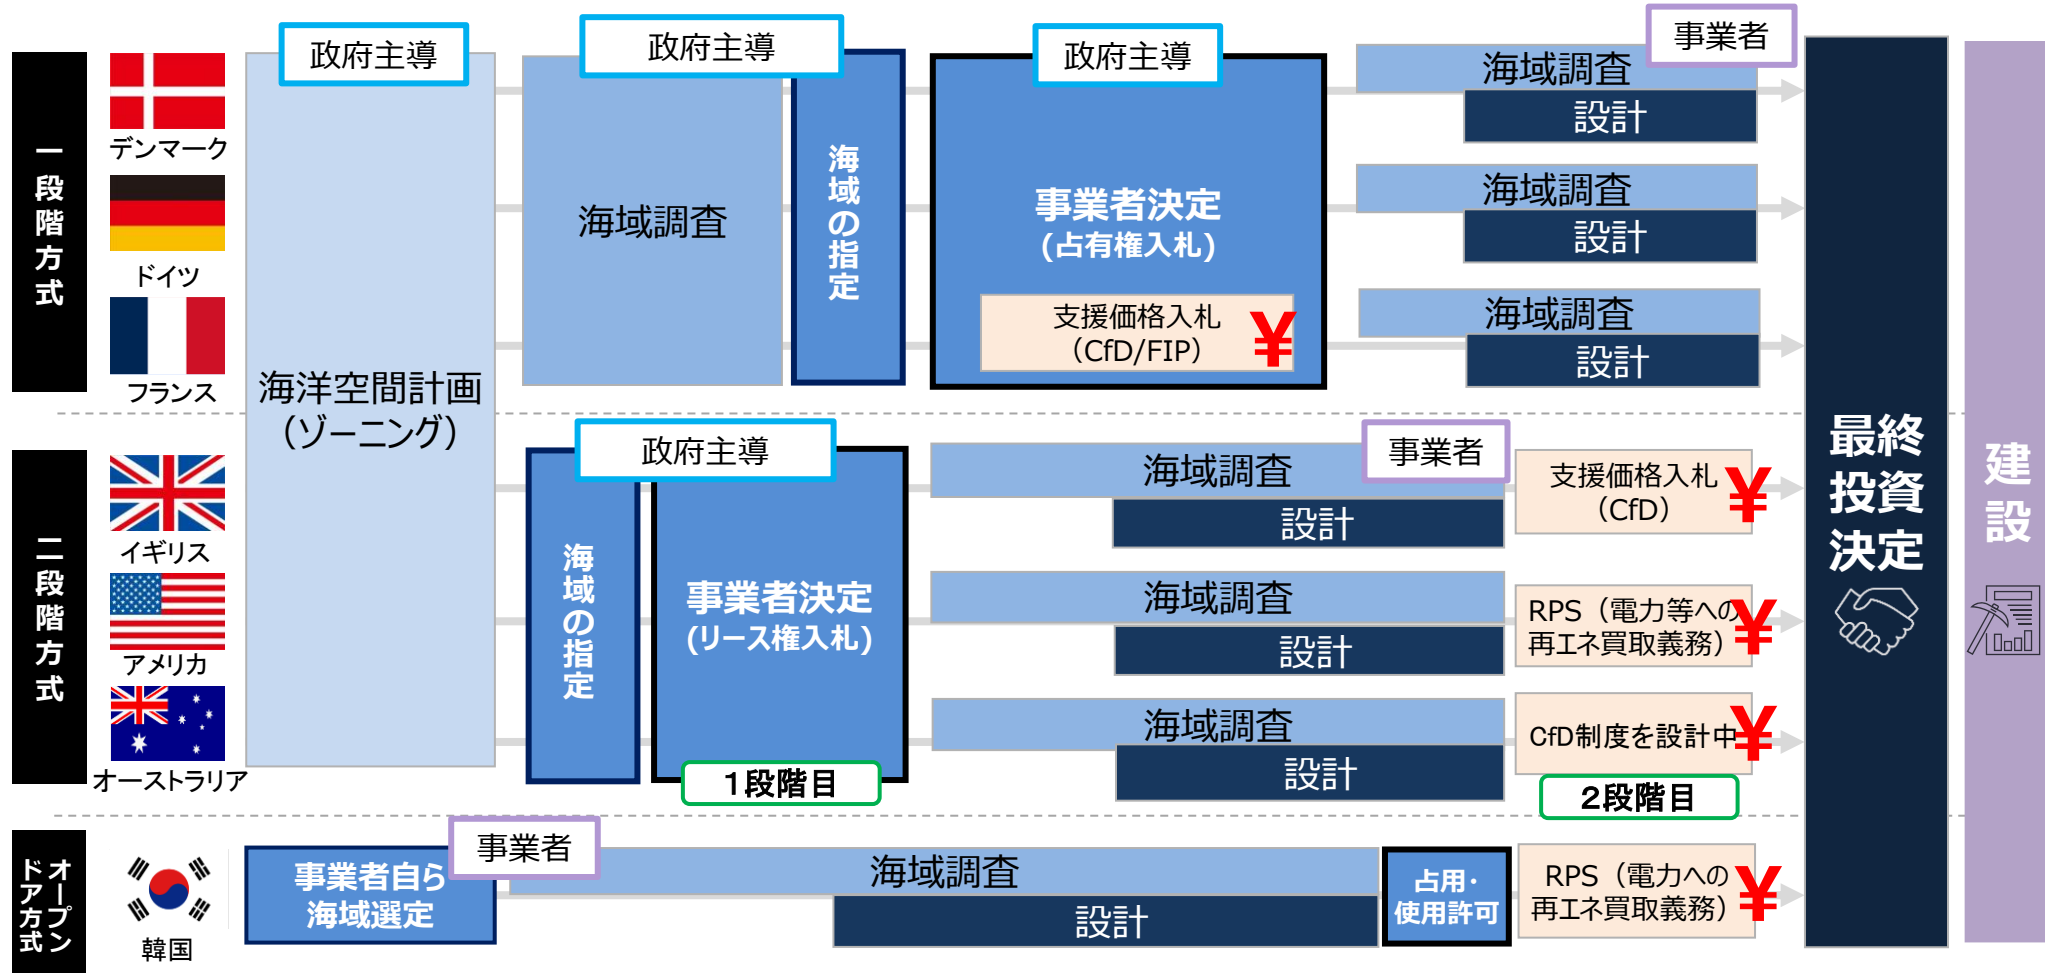 一段階方式
デンマーク
ドイツ
フランス
二段階方式
イギリス
アメリカ
オーストラリア
オープン
ドア方式
韓国
政府主導
海洋空間計画
（ゾーニング）
政府主導
海域調査
海域の指定
政府主導
事業者決定
(占有権入札)
支援価格入札
（CfD/FIP）
¥
事業者
海域調査
設計
海域調査
設計
海域調査
設計
政府主導
海域の指定
事業者決定
(リース権入札)
1段階目
事業者
海域調査
設計
海域調査
設計
海域調査
設計
支援価格入札
（CfD）
¥
RPS（電力等への
再エネ買取義務）
¥
CfD制度を設計中
¥
2段階目
事業者自ら
海域選定
事業者
海域調査
設計
占用・
使用許可
RPS（電力への
再エネ買取義務）
¥
最終
投資
決定
建設